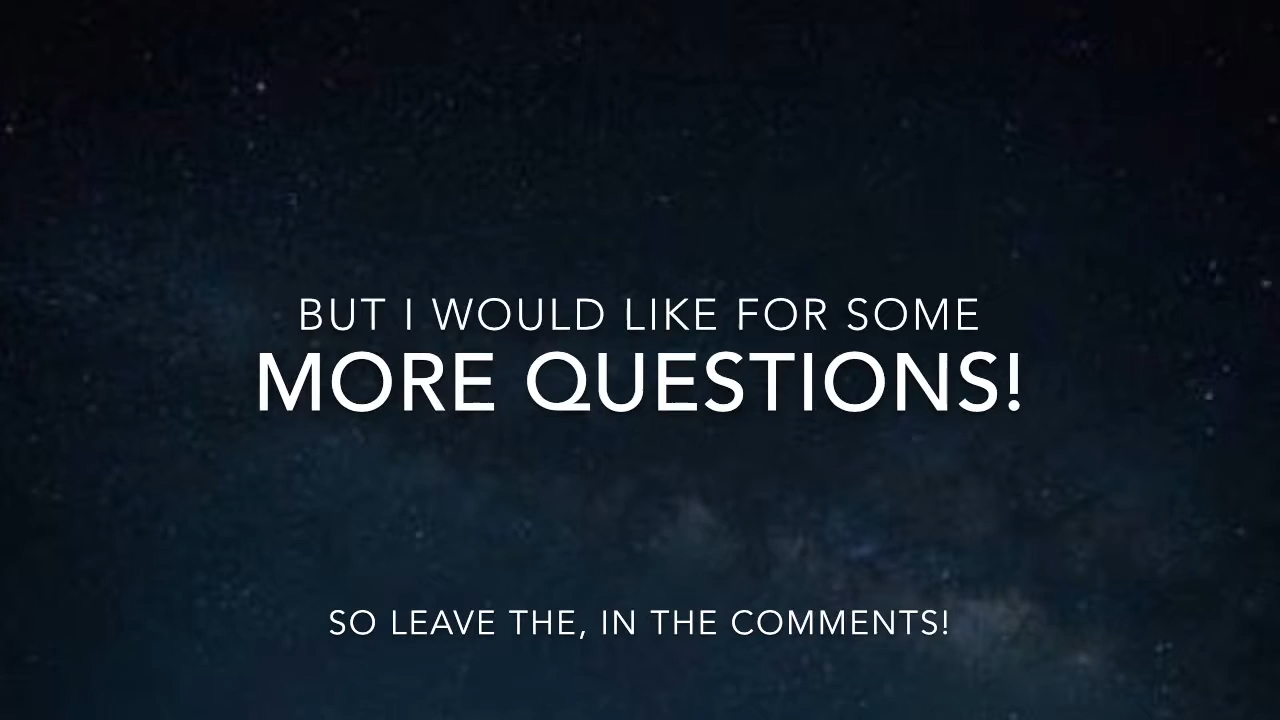 BUT I WOULD LIKE FOR SOME
MORE QUESTIONS!
SO LEAVE THE, IN THE COMMENTS!